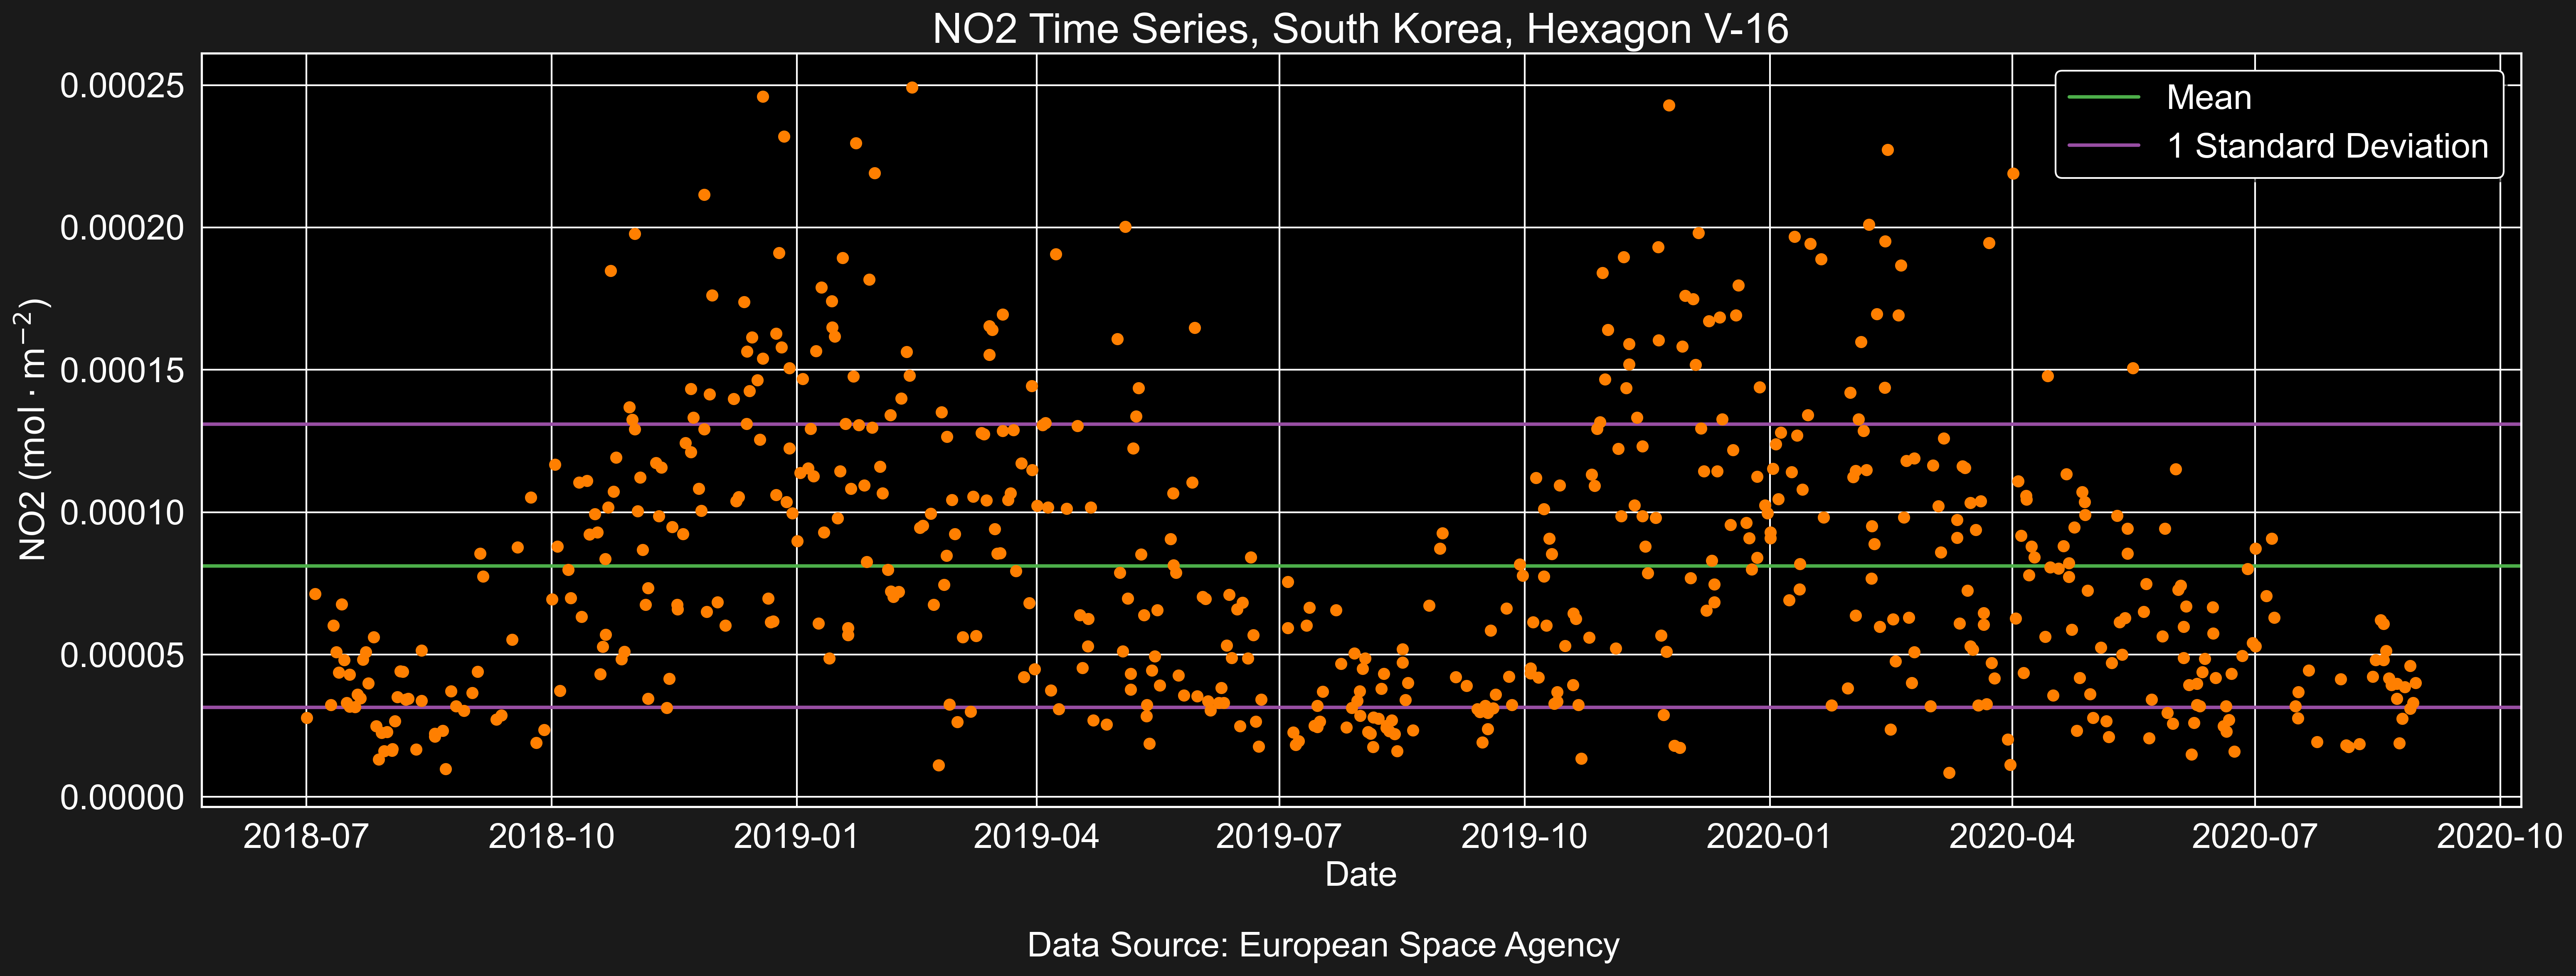 NO2 Time Series, South Korea, Hexagon V-16
Mean
1 Standard Deviation
NO2 (mol · m⁻²)
0.00025
0.00020
0.00015
0.00010
0.00005
0.00000
2018-07 2018-10 2019-01 2019-04 2019-07 2019-10 2020-01 2020-04 2020-07 2020-10
Date
Data Source: European Space Agency